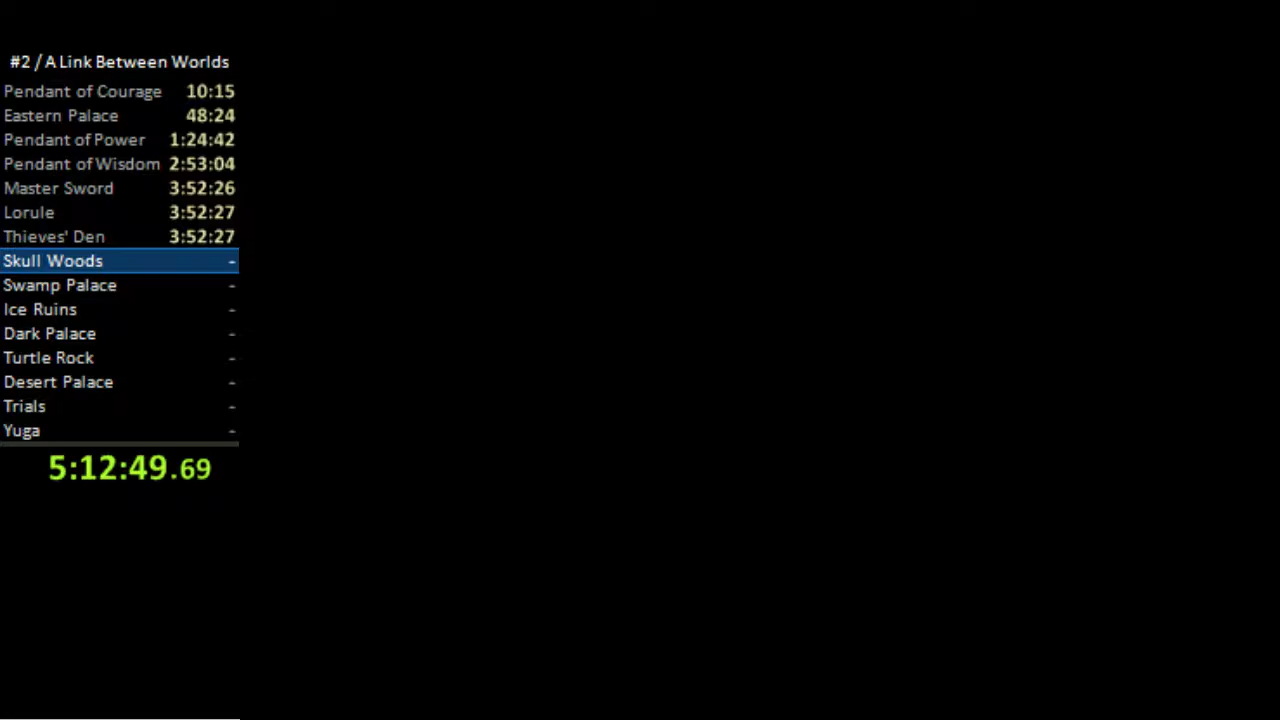 #2 / A Link Between Worlds
Pendant of Courage 10:15
Eastern Palace 48:24
Pendant of Power 1:24:42
Pendant of Wisdom 2:53:04
Master Sword 3:52:26
Lorule 3:52:27
Thieves' Den 3:52:27
Skull Woods -
Swamp Palace -
Ice Ruins -
Dark Palace -
Turtle Rock -
Desert Palace -
Trials -
Yuga -
5:12:49.69